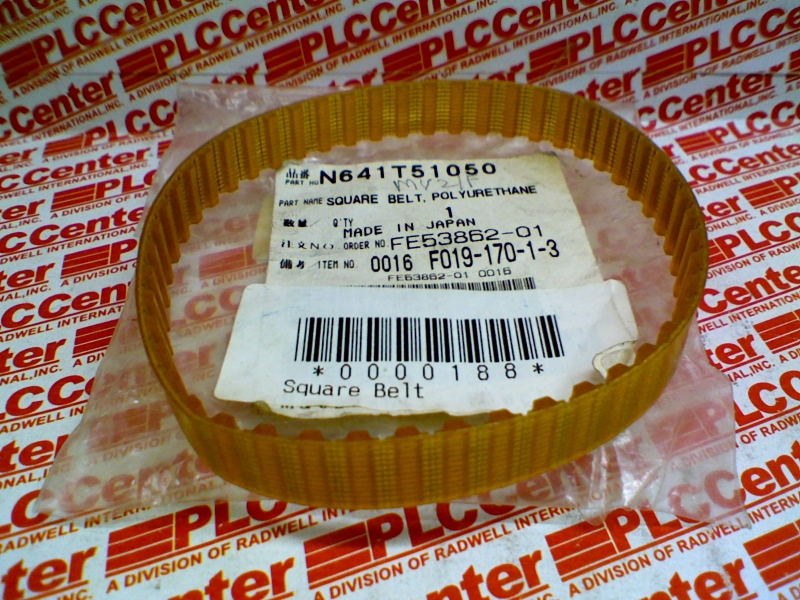 PLCCenter
A DIVISION OF RADWELL INTERNATIONAL, INC.
品番 PART NO N641T51050
PART NAME SQUARE BELT, POLYURETHANE
数量 Q'TY 1
MADE IN JAPAN
注文NO. ORDER NO. FE53862-01
備考 ITEM NO. 0016 F019-170-1-3
FE53862-01 0016
*0000188*
Square Belt